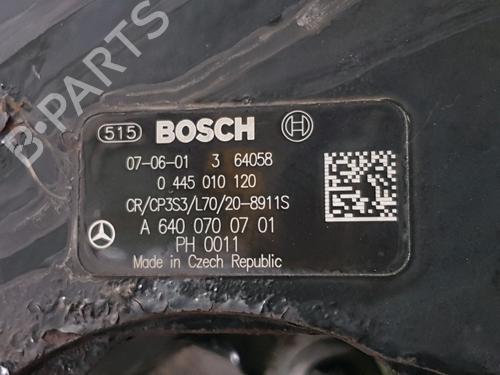 B-PARTS
515 BOSCH
07-06-01 3 64058
0 445 010 120
CR/CP3S3/L70/20-8911S
A 640 070 07 01
PH 0011
Made in Czech Republic